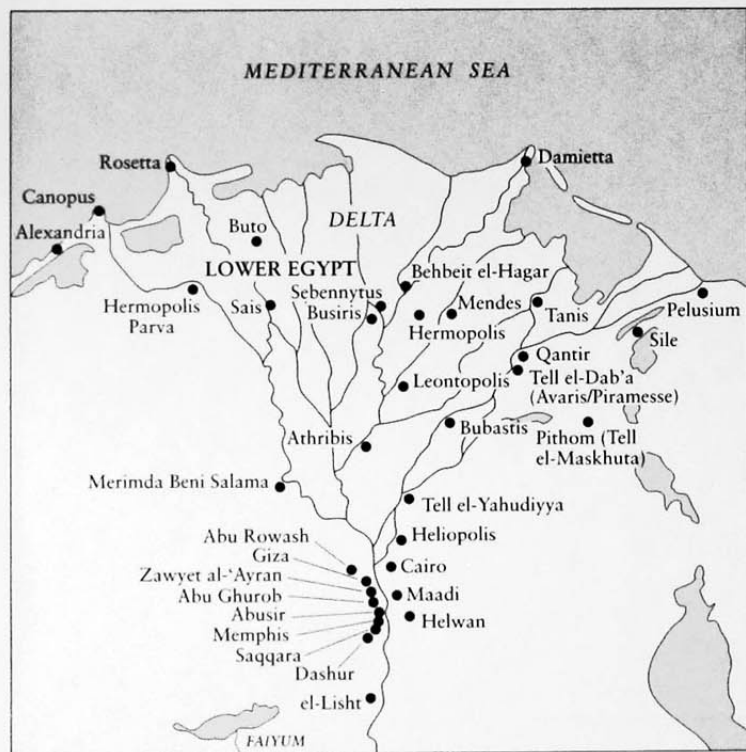 MEDITERRANEAN SEA
Rosetta
Damietta
Canopus
Alexandria
Buto
DELTA
LOWER EGYPT
Behbeit el-Hagar
Hermopolis
Parva
Sais
Sebennytus
Busiris
Mendes
Hermopolis
Tanis
Pelusium
Sile
Qantir
Leontopolis
Tell el-Dab'a
(Avaris/Piramesse)
Athribis
Bubastis
Pithom (Tell
el-Maskhuta)
Merimda Beni Salama
Tell el-Yahudiyya
Abu Rowash
Heliopolis
Giza
Cairo
Zawyet al-'Ayran
Abu Ghurob
Maadi
Abusir
Helwan
Memphis
Saqqara
Dashur
el-Lisht
FAIYUM